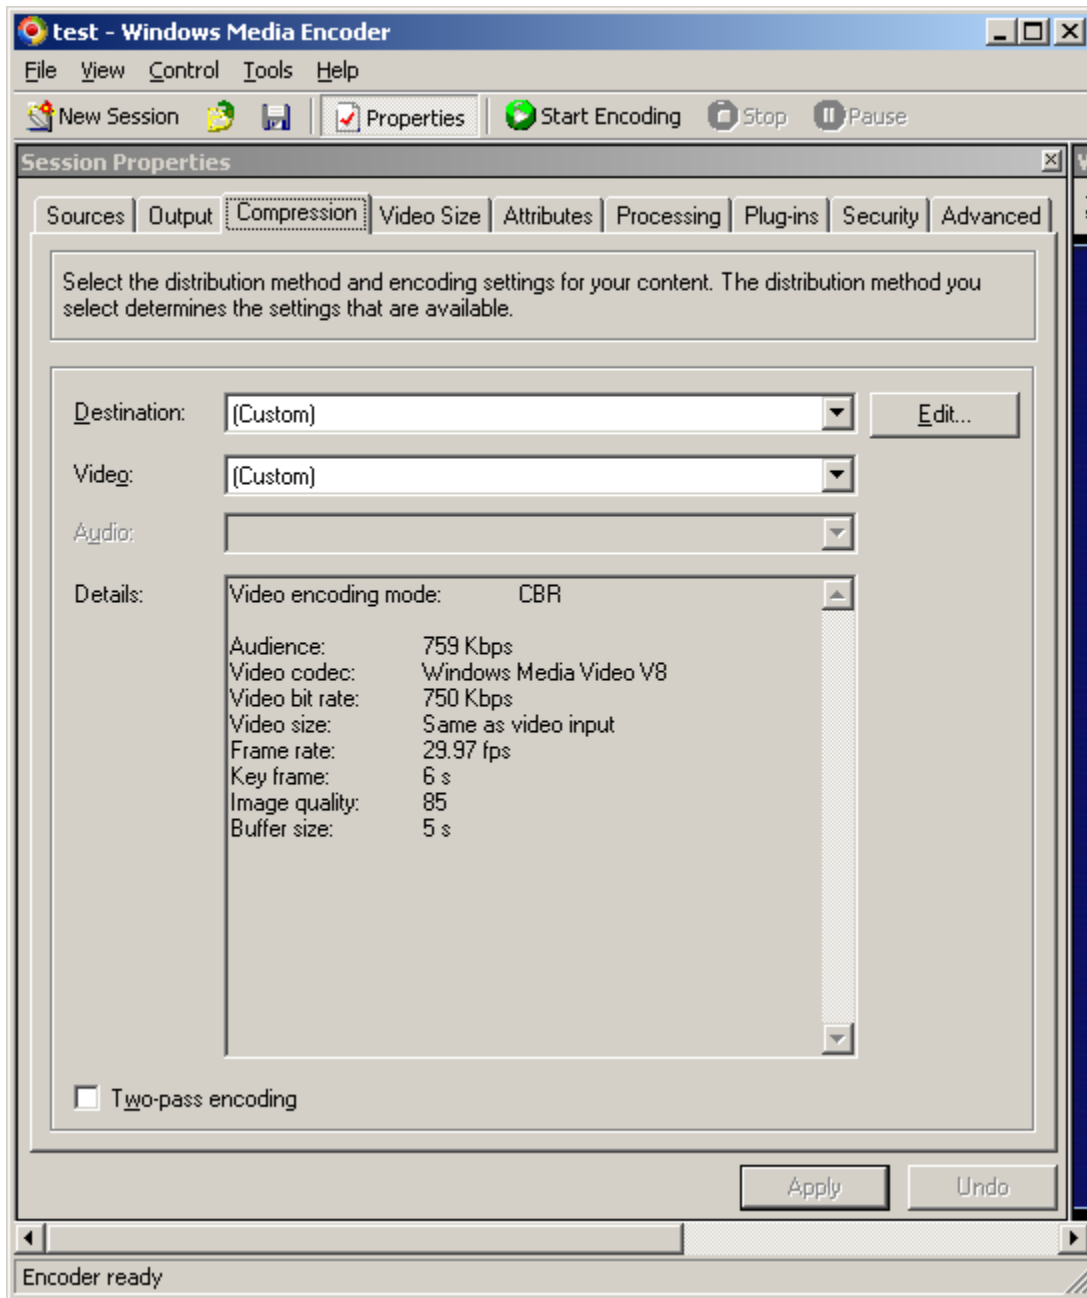 test - Windows Media Encoder
File View Control Tools Help
New Session Properties Start Encoding Stop Pause
Session Properties
Sources Output Compression Video Size Attributes Processing Plug-ins Security Advanced
Select the distribution method and encoding settings for your content. The distribution method you
select determines the settings that are available.
Destination: (Custom) Edit...
Video: (Custom)
Audio:
Details: Video encoding mode: CBR
Audience: 759 Kbps
Video codec: Windows Media Video V8
Video bit rate: 750 Kbps
Video size: Same as video input
Frame rate: 29.97 fps
Key frame: 6 s
Image quality: 85
Buffer size: 5 s
Two-pass encoding
Apply Undo
Encoder ready